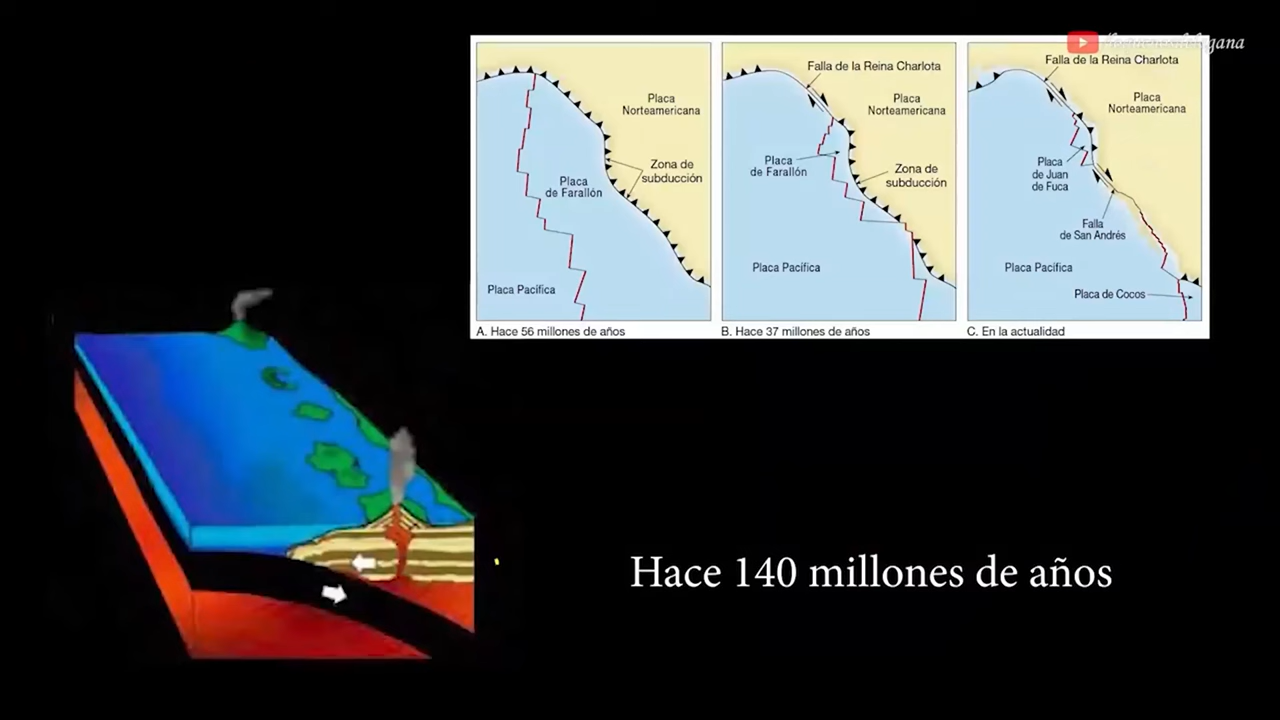 Falla de la Reina Charlota
Falla de la Reina Charlota
Placa
Norteamericana
Placa
Norteamericana
Placa
Norteamericana
Zona de
subducción
Placa
de Farallón
Placa Pacífica
Placa
de Farallón
Zona de
subducción
Placa Pacífica
Placa
de Juan
de Fuca
Falla
de San Andrés
Placa Pacífica
Placa de Cocos
A. Hace 56 millones de años
B. Hace 37 millones de años
C. En la actualidad
Hace 140 millones de años